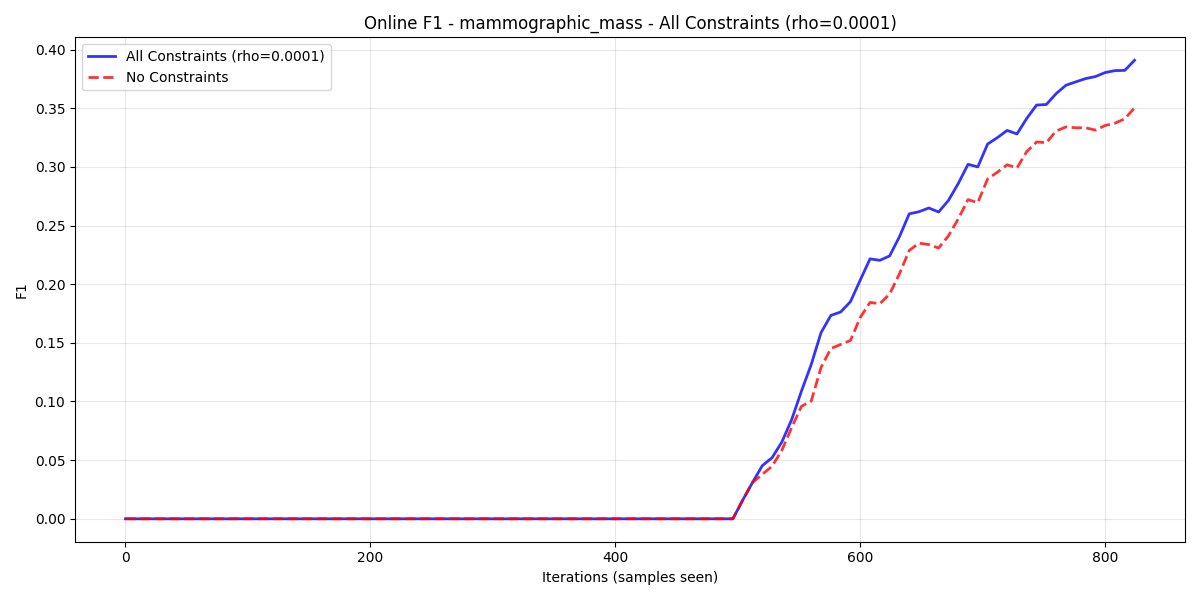 Online F1 - mammographic_mass - All Constraints (rho=0.0001)
All Constraints (rho=0.0001)
No Constraints
F1
0.40
0.35
0.30
0.25
0.20
0.15
0.10
0.05
0.00
0 200 400 600 800
Iterations (samples seen)